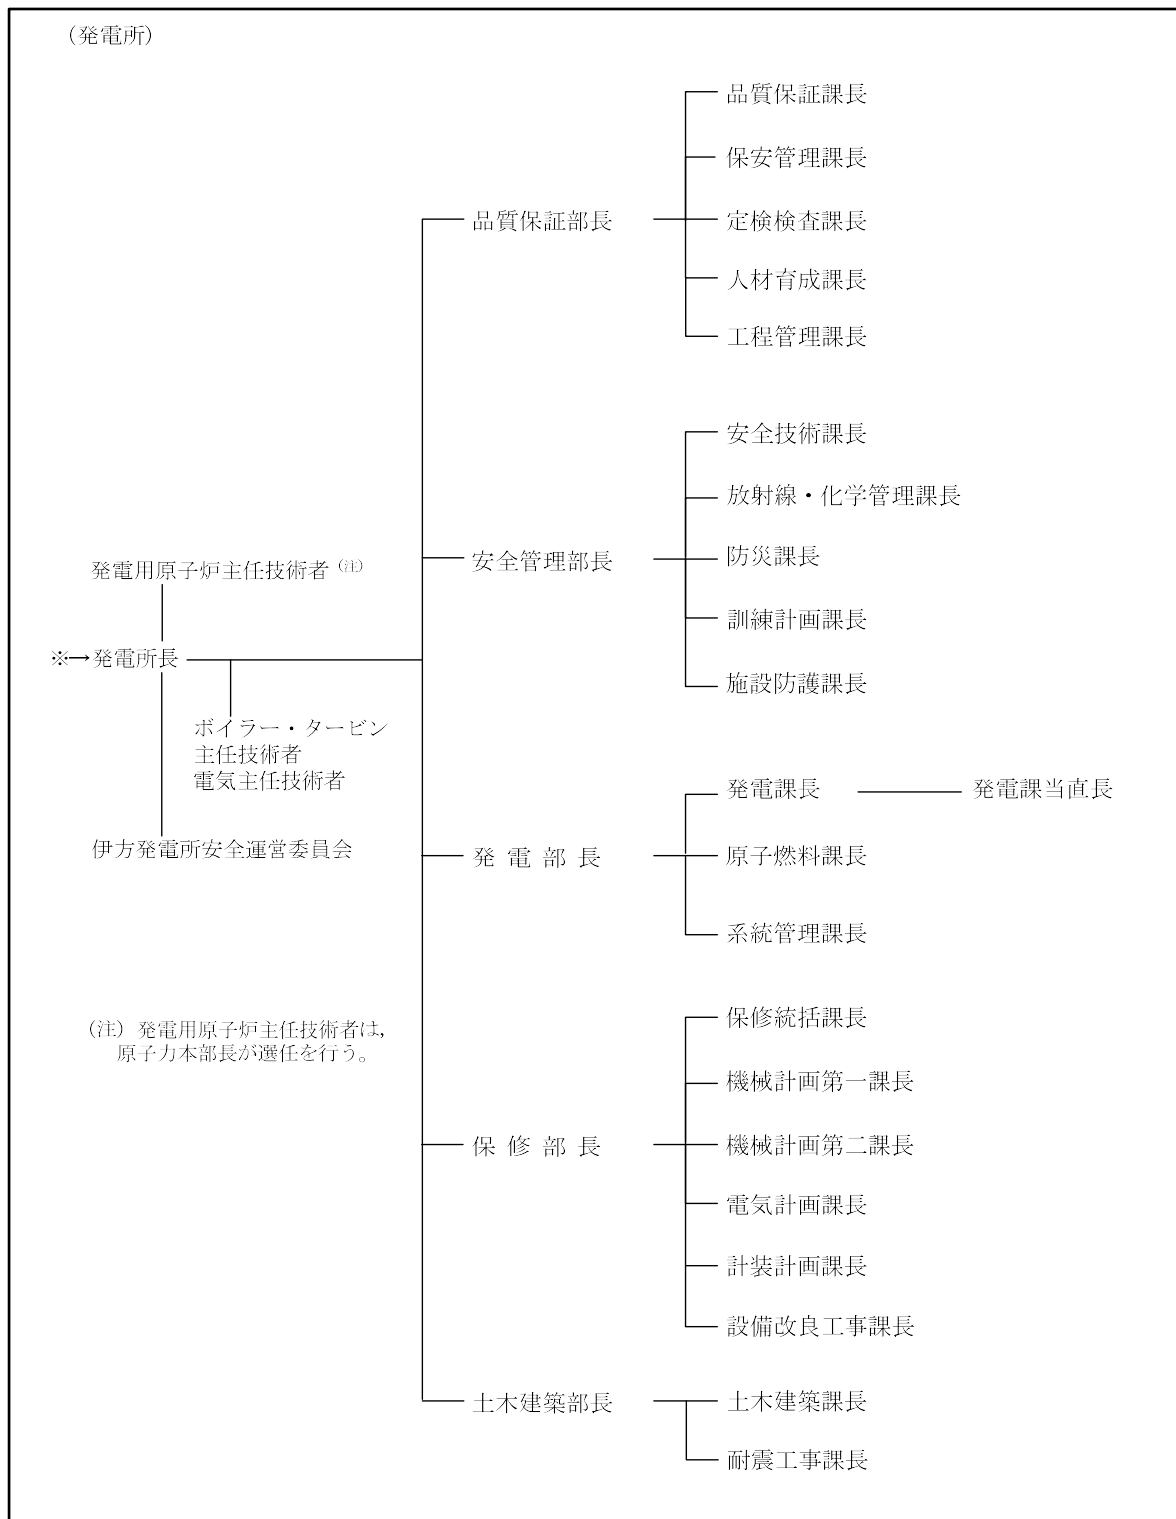 （発電所）
品質保証課長
保安管理課長
品質保証部長
定検検査課長
人材育成課長
工程管理課長
安全技術課長
放射線・化学管理課長
安全管理部長
防災課長
訓練計画課長
施設防護課長
発電用原子炉主任技術者（注）
※→発電所長
ボイラー・タービン
主任技術者
電気主任技術者
伊方発電所安全運営委員会
発電課長
発電課当直長
発電部長
原子燃料課長
系統管理課長
（注）発電用原子炉主任技術者は，
原子力本部長が選任を行う。
保修統括課長
機械計画第一課長
保修部長
機械計画第二課長
電気計画課長
計装計画課長
設備改良工事課長
土木建築部長
土木建築課長
耐震工事課長